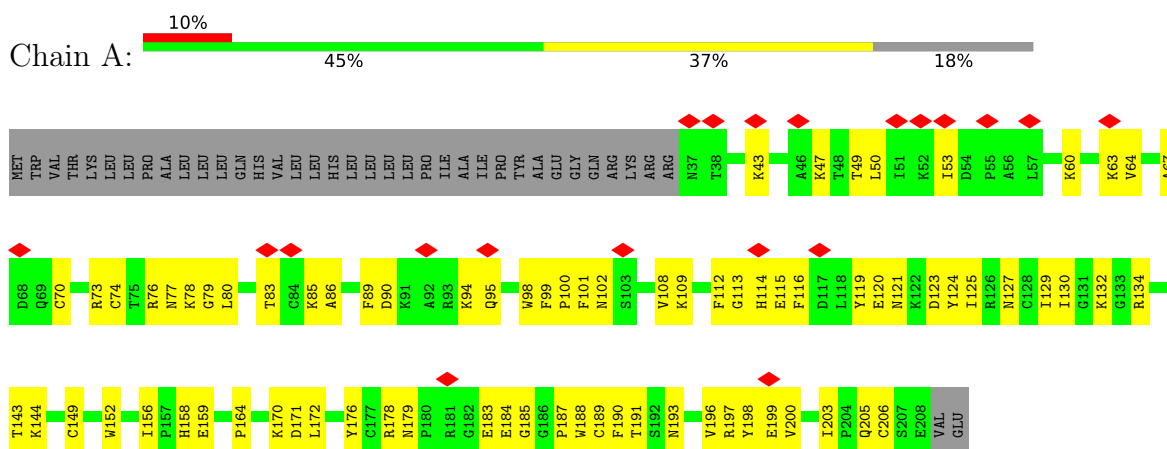 10%
Chain A:
45% 37% 18%
MET TRP VAL THR LYS LEU LEU PRO ALA LEU LEU LEU GLN HIS VAL LEU LEU HIS LEU LEU LEU LEU PRO ILE ALA ILE PRO TYR ALA GLU GLY GLN ARG LYS ARG ARG N37 T38 K43 A46 K47 T48 T49 L50 I51 K52 I53 D54 P55 A56 L57 K60 K63 V64 A67
D68 Q69 C70 R73 C74 T75 R76 N77 K78 G79 L80 T83 C84 K85 A86 F89 D90 K91 A92 R93 K94 Q95 W98 F99 P100 F101 N102 S103 V108 K109 F112 G113 H114 E115 F116 D117 L118 Y119 E120 N121 K122 D123 Y124 I125 R126 N127 C128 I129 I130 G131 K132 G133 R134
T143 K144 C149 W152 I156 P157 H158 E159 P164 K170 D171 L172 Y176 C177 R178 N179 P180 R181 G182 E183 E184 G185 G186 P187 W188 C189 F190 T191 S192 N193 V196 R197 Y198 E199 V200 I203 P204 Q205 C206 S207 E208 VAL GLU